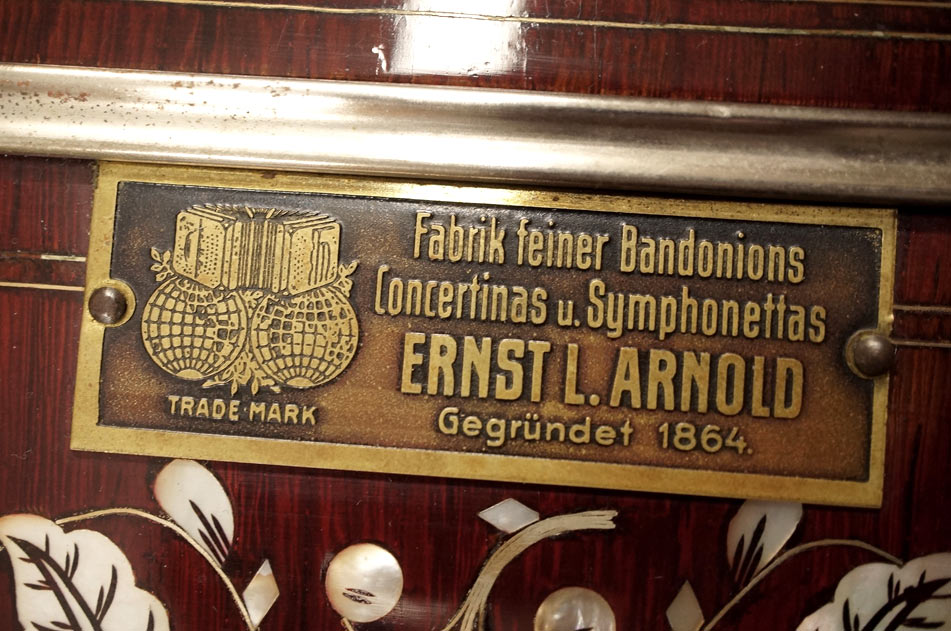 Fabrik feiner Bandonions
Concertinas u. Symphonettas
ERNST L. ARNOLD
Gegründet 1864.
TRADE MARK